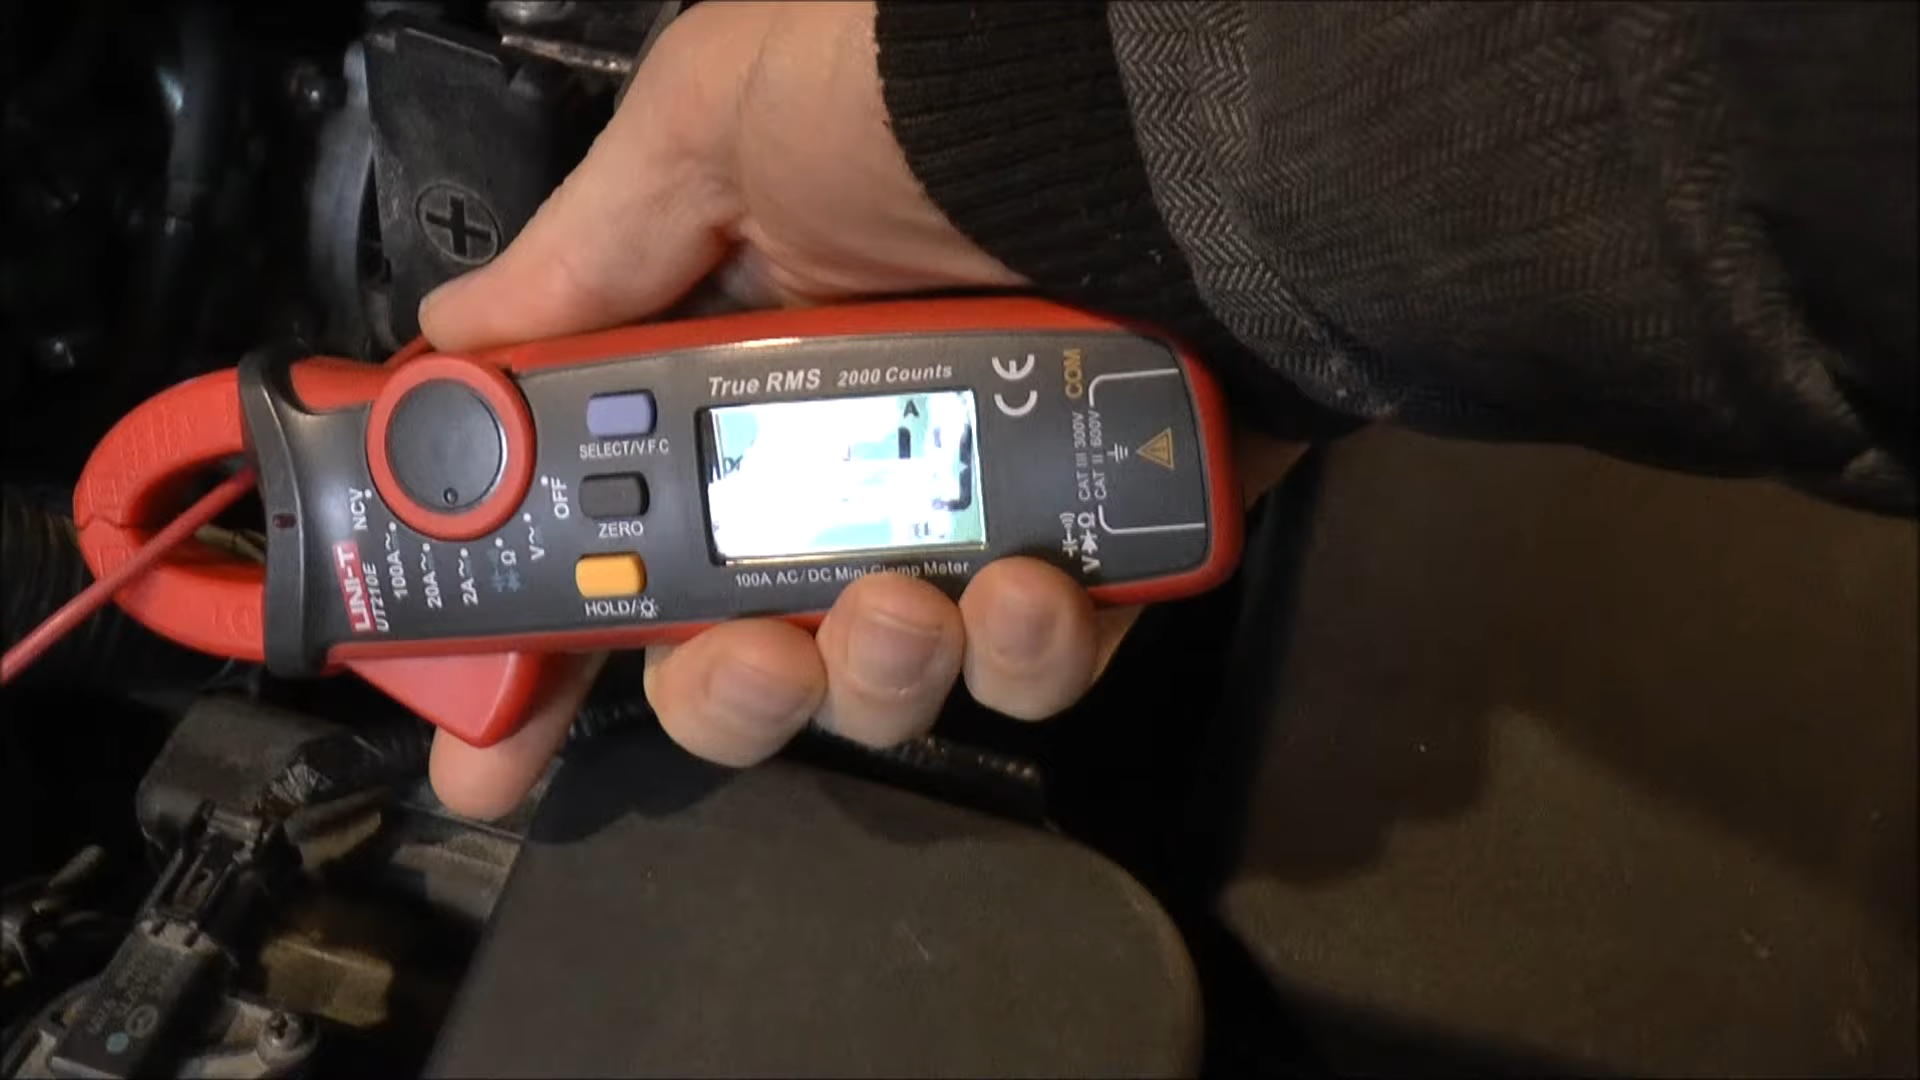 True RMS 2000 Counts
A
SELECT/V.F.C
ZERO
HOLD/
100A AC/DC Mini Clamp Meter
OFF
NCV
100A≂
20A≂
2A≂
Ω
V≂
UNI-T
UT210E
CE
COM
CAT III 300V
CAT II 600V
VΩ